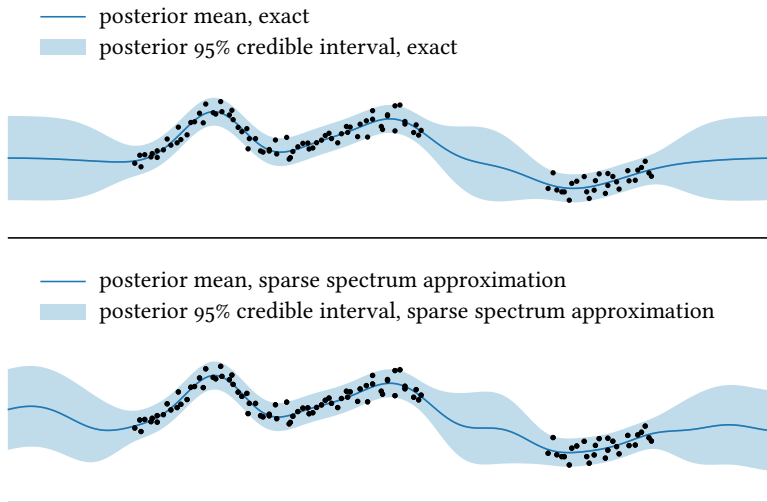 posterior mean, exact
posterior 95% credible interval, exact
posterior mean, sparse spectrum approximation
posterior 95% credible interval, sparse spectrum approximation